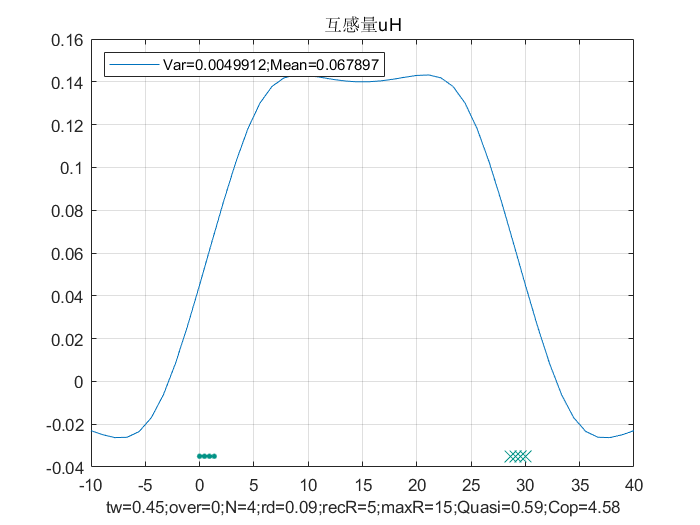 互感量uH
0.16
Var=0.0049912;Mean=0.067897
0.14
0.12
0.1
0.08
0.06
0.04
0.02
0
-0.02
-0.04
-10 -5 0 5 10 15 20 25 30 35 40
tw=0.45;over=0;N=4;rd=0.09;recR=5;maxR=15;Quasi=0.59;Cop=4.58